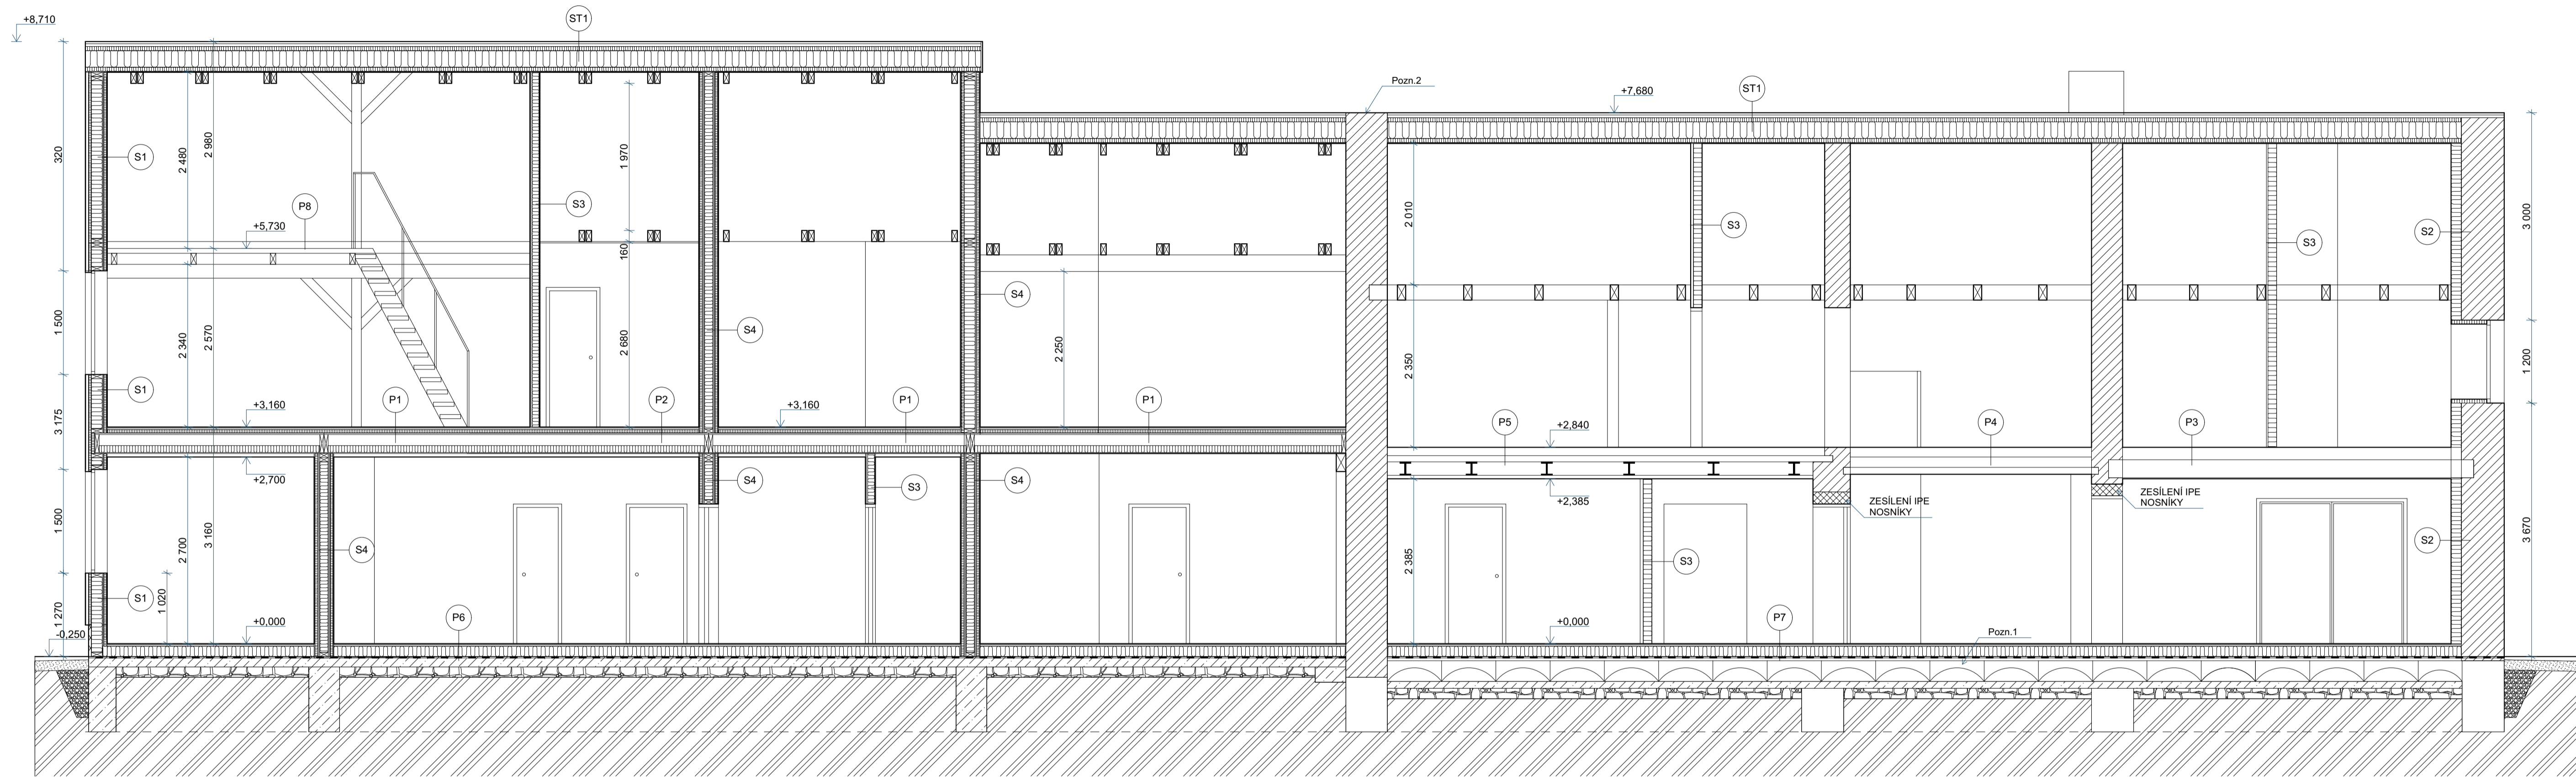 +8,710
ST1
Pozn.2
+7,680
ST1
320
S1
2 480
2 980
1 970
S3
P8
+5,730
160
2 010
S3
S3
S2
3 000
S4
S4
1 500
2 340
2 570
2 680
2 250
2 350
1 200
S1
3 175
P1
+3,160
P2
+3,160
P1
P1
P5
+2,840
P4
P3
+2,700
S4
S3
S4
+2,385
ZESÍLENÍ IPE
NOSNÍKY
ZESÍLENÍ IPE
NOSNÍKY
1 500
2 700
3 160
S4
2 385
S3
S2
3 670
S1
1 020
1 270
-0,250
+0,000
P6
+0,000
P7
Pozn.1